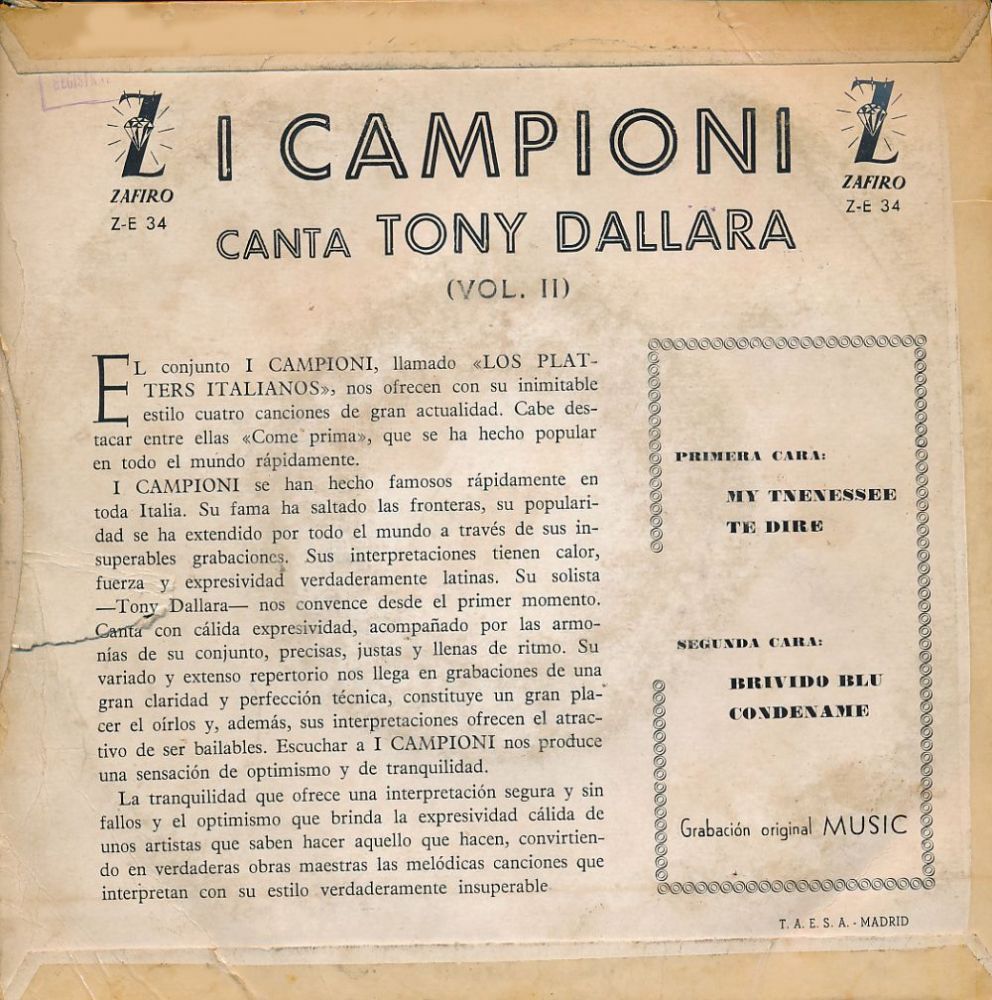 ZAFIRO
Z-E 34
I CAMPIONI
ZAFIRO
Z-E 34
CANTA TONY DALLARA
(VOL. II)
EL conjunto I CAMPIONI, llamado «LOS PLAT-
TERS ITALIANOS», nos ofrecen con su inimitable
estilo cuatro canciones de gran actualidad. Cabe des-
tacar entre ellas «Come prima», que se ha hecho popular
en todo el mundo rápidamente.
I CAMPIONI se han hecho famosos rápidamente en
toda Italia. Su fama ha saltado las fronteras, su populari-
dad se ha extendido por todo el mundo a través de sus in-
superables grabaciones. Sus interpretaciones tienen calor,
fuerza y expresividad verdaderamente latinas. Su solista
—Tony Dallara— nos convence desde el primer momento.
Canta con cálida expresividad, acompañado por las armo-
nías de su conjunto, precisas, justas y llenas de ritmo. Su
variado y extenso repertorio nos llega en grabaciones de una
gran claridad y perfección técnica, constituye un gran pla-
cer el oírlos y, además, sus interpretaciones ofrecen el atrac-
tivo de ser bailables. Escuchar a I CAMPIONI nos produce
una sensación de optimismo y de tranquilidad.
La tranquilidad que ofrece una interpretación segura y sin
fallos y el optimismo que brinda la expresividad cálida de
unos artistas que saben hacer aquello que hacen, convirtien-
do en verdaderas obras maestras las melódicas canciones que
interpretan con su estilo verdaderamente insuperable
PRIMERA CARA:
MY TNENESSEE
TE DIRE
SEGUNDA CARA:
BRIVIDO BLU
CONDENAME
Grabación original MUSIC
T. A. E. S. A. - MADRID